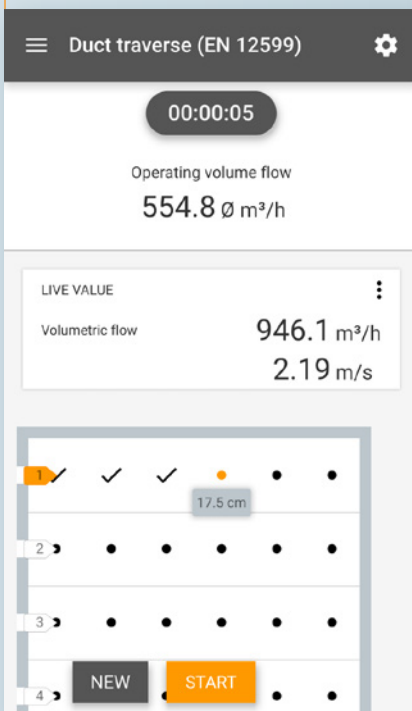 Duct traverse (EN 12599)
00:00:05
Operating volume flow
554.8 Ø m³/h
LIVE VALUE
Volumetric flow 946.1 m³/h
2.19 m/s
1
17.5 cm
2
3
4
NEW START